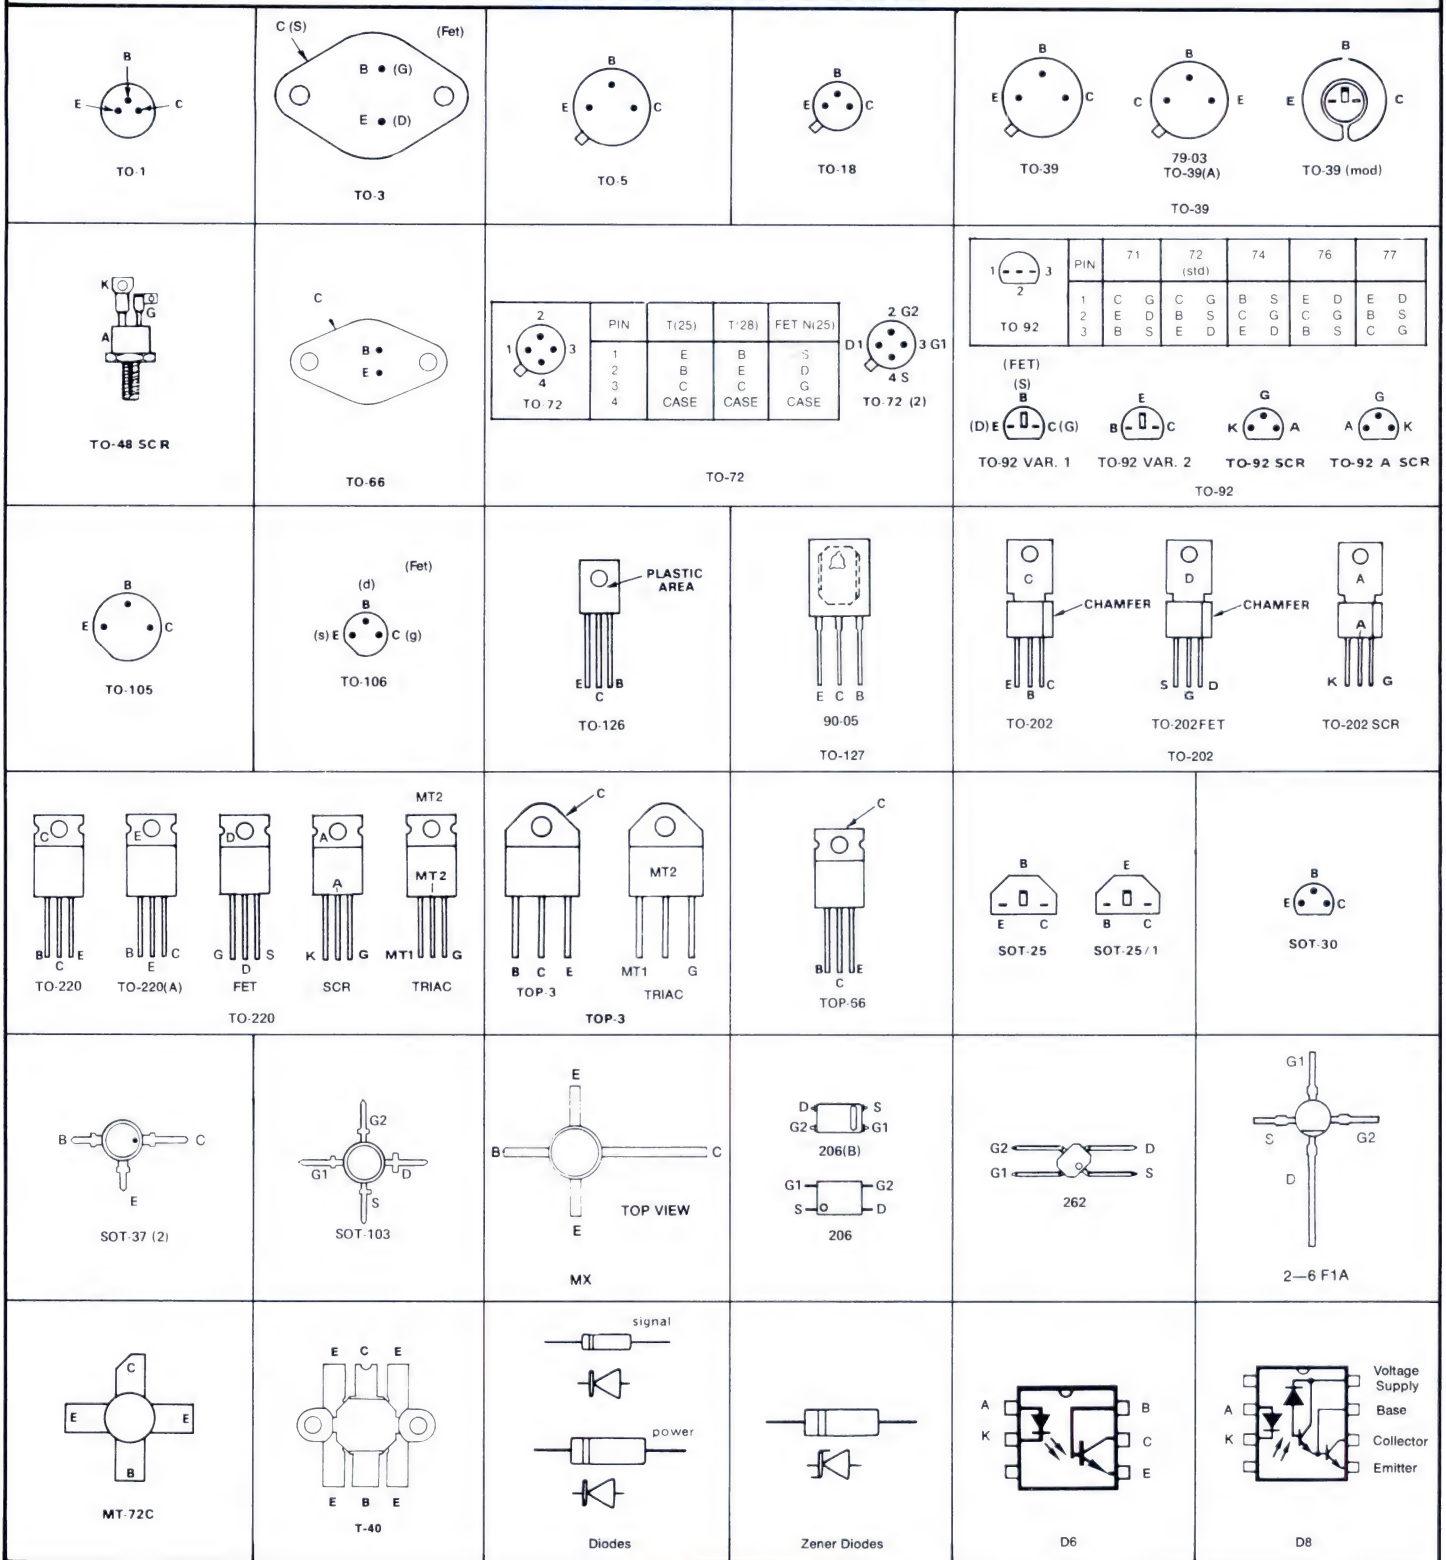 B
E C
TO-1
C (S) (Fet)
B (G)
E (D)
TO-3
B
E C
TO-5
B
E C
TO-18
B
E C
TO-39
B
C E
79-03
TO-39(A)
B
E C
TO-39 (mod)
TO-39
K
G
A
TO-48 SCR
C
B
E
TO-66
2
1 3
4
TO-72
PIN T(25) T(28) FET N(25)
1 E B S
2 B E D
3 C C G
4 CASE CASE CASE
2 G2
D1 3 G1
4 S
TO-72 (2)
TO-72
1 3
2
TO 92
PIN 71 72 (std) 74 76 77
1 C G C G B S E D E D
2 E D B S C G C G B S
3 B S E D E D B S C G
(FET)
(S)
B
(D) E C (G)
TO-92 VAR. 1
E
B C
TO-92 VAR. 2
G
K A
TO-92 SCR
G
A K
TO-92 A SCR
TO-92
B
E C
TO-105
(Fet)
(d)
B
(s) E C (g)
TO-106
PLASTIC
AREA
E B
C
TO-126
E C B
90-05
TO-127
C
CHAMFER
E C
B
TO-202
D
CHAMFER
S D
G
TO-202FET
A
A
K G
TO-202 SCR
TO-202
C
B E
C
TO-220
E
B C
E
TO-220(A)
D
G S
D
FET
A
A
K G
SCR
MT2
MT2
MT1 G
TRIAC
TO-220
C
B C E
TOP-3
MT2
MT1 G
TRIAC
TOP-3
C
B E
C
TOP-66
B
E C
SOT-25
E
B C
SOT-25/1
B
E C
SOT-30
B C
E
SOT-37 (2)
G2
G1 D
S
SOT-103
E
B C
E
TOP VIEW
MX
D S
G2 G1
206(B)
G1 G2
S D
206
G2 D
G1 S
262
G1
S G2
D
2—6 F1A
C
E E
B
MT-72C
E C E
E B E
T-40
signal
power
Diodes
Zener Diodes
A B
K C
E
D6
Voltage
Supply
A Base
K Collector
Emitter
D8